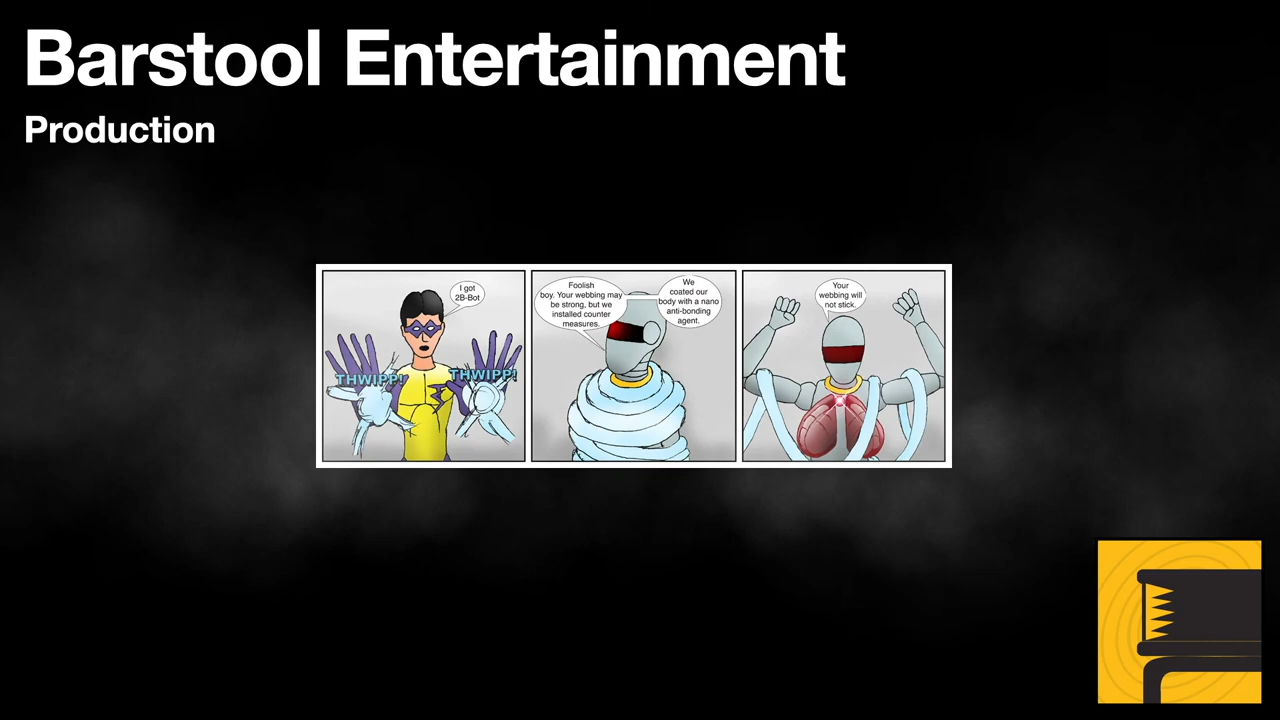 Barstool Entertainment
Production
I got
2B-Bot
THWIPP!
THWIPP!
Foolish
boy. Your webbing may
be strong, but we
installed counter
measures.
We
coated our
body with a nano
anti-bonding
agent.
Your
webbing will
not stick.